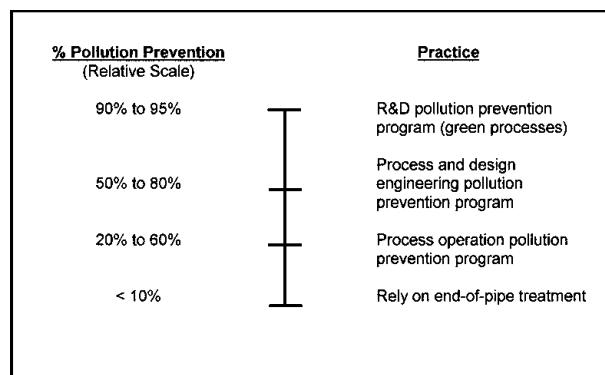 % Pollution Prevention
(Relative Scale)
Practice
90% to 95%
R&D pollution prevention
program (green processes)
50% to 80%
Process and design
engineering pollution
prevention program
20% to 60%
Process operation pollution
prevention program
< 10%
Rely on end-of-pipe treatment